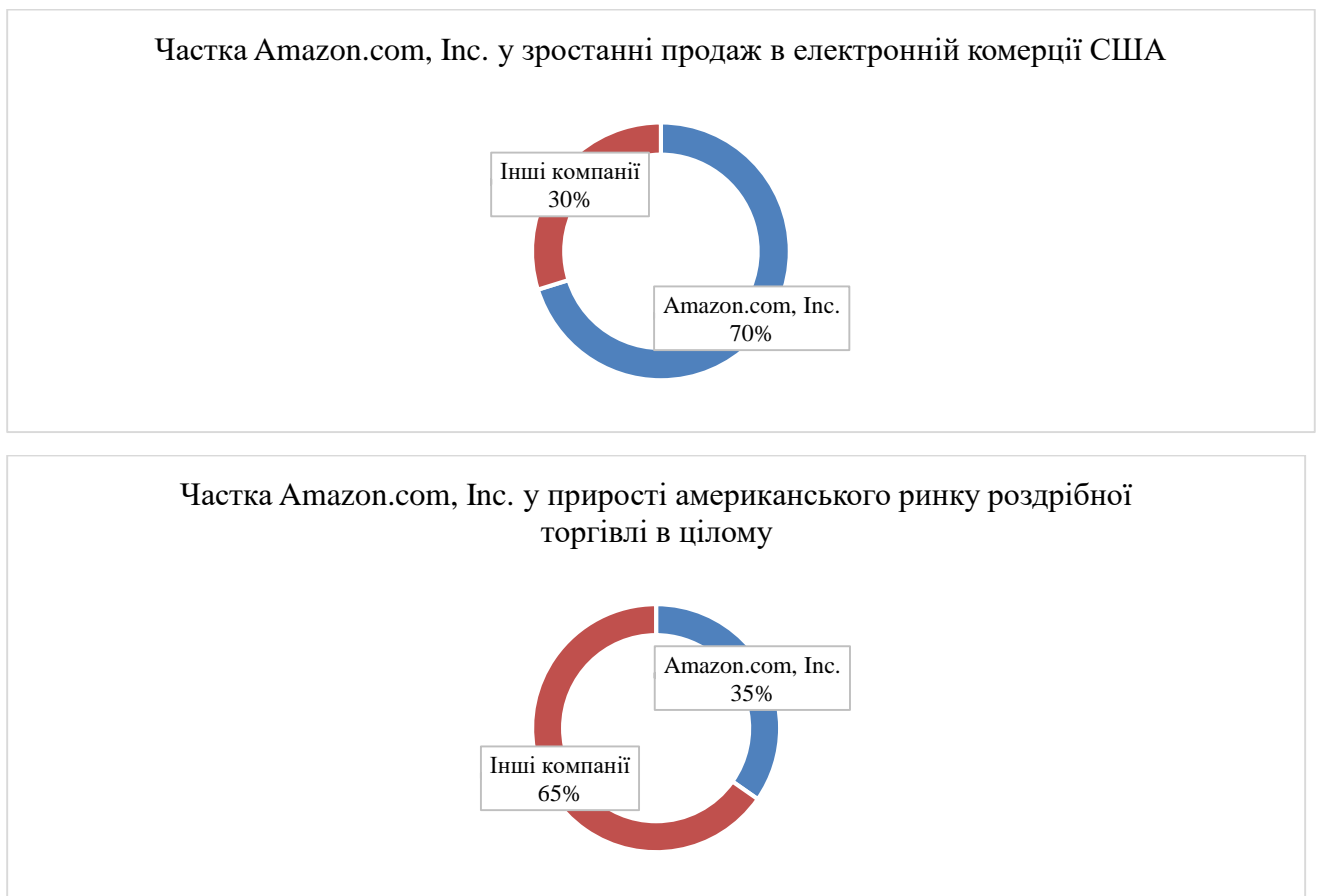 Частка Amazon.com, Inc. у зростанні продаж в електронній комерції США
Інші компанії
30%
Amazon.com, Inc.
70%
Частка Amazon.com, Inc. у прирості американського ринку роздрібної
торгівлі в цілому
Amazon.com, Inc.
35%
Інші компанії
65%